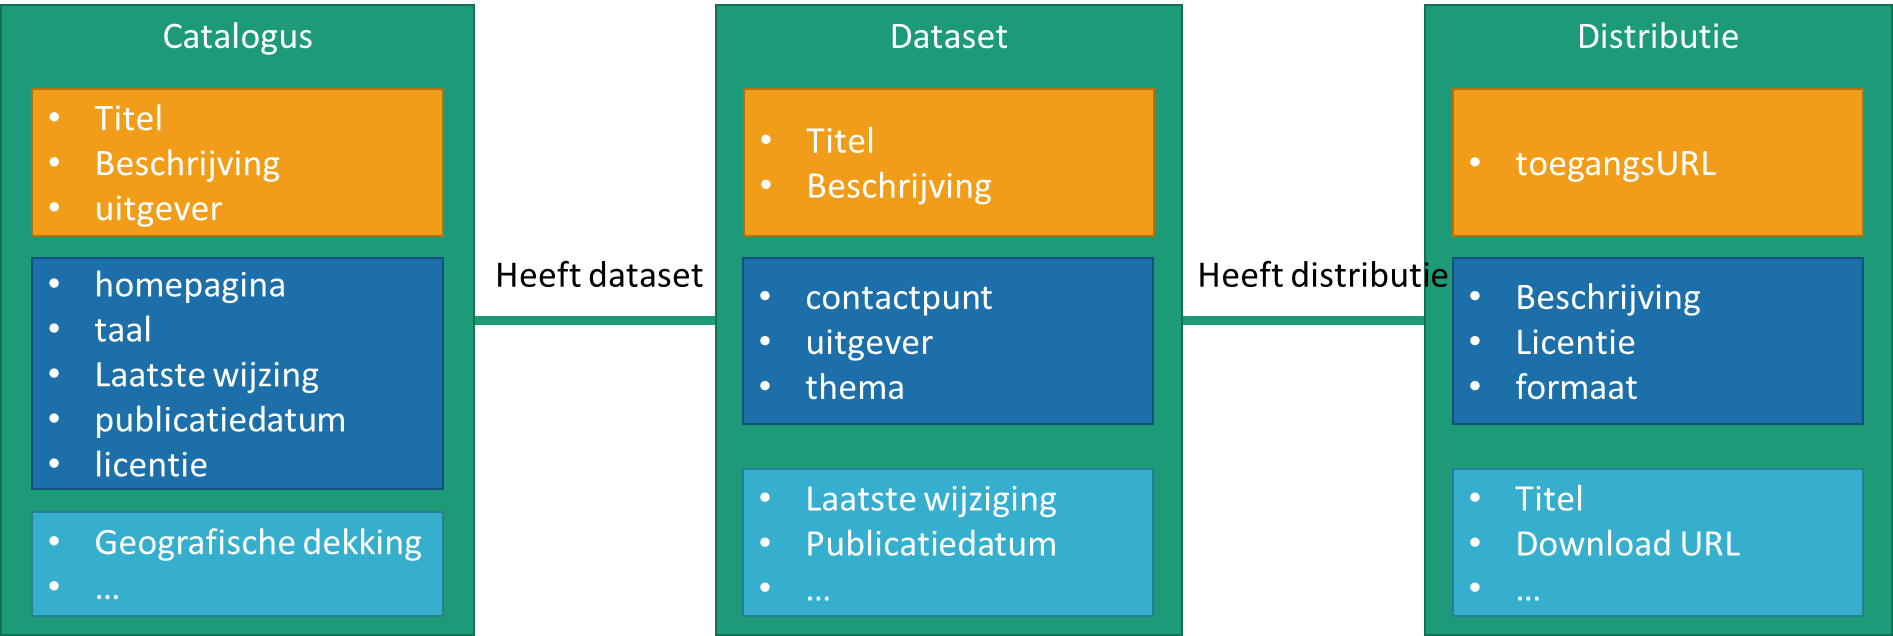 Catalogus
• Titel
• Beschrijving
• uitgever
• homepagina
• taal
• Laatste wijzing
• publicatiedatum
• licentie
• Geografische dekking
• ...
Heeft dataset
Dataset
• Titel
• Beschrijving
• contactpunt
• uitgever
• thema
• Laatste wijziging
• Publicatiedatum
• ...
Heeft distributie
Distributie
• toegangsURL
• Beschrijving
• Licentie
• formaat
• Titel
• Download URL
• ...